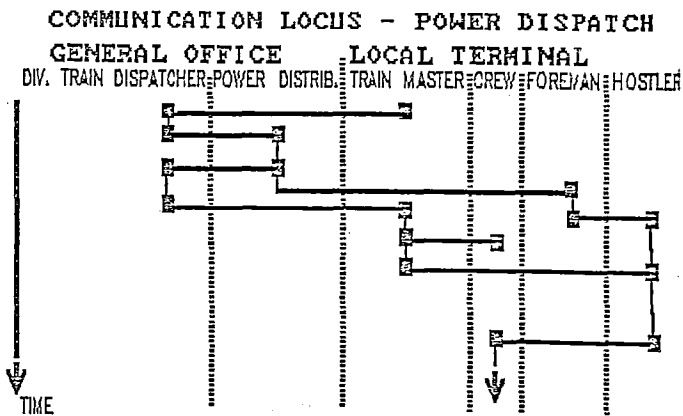 COMMUNICATION LOCUS - POWER DISPATCH
GENERAL OFFICE LOCAL TERMINAL
DIV. TRAIN DISPATCHER POWER DISTRIB. TRAIN MASTER CREW FOREMAN HOSTLER
TIME